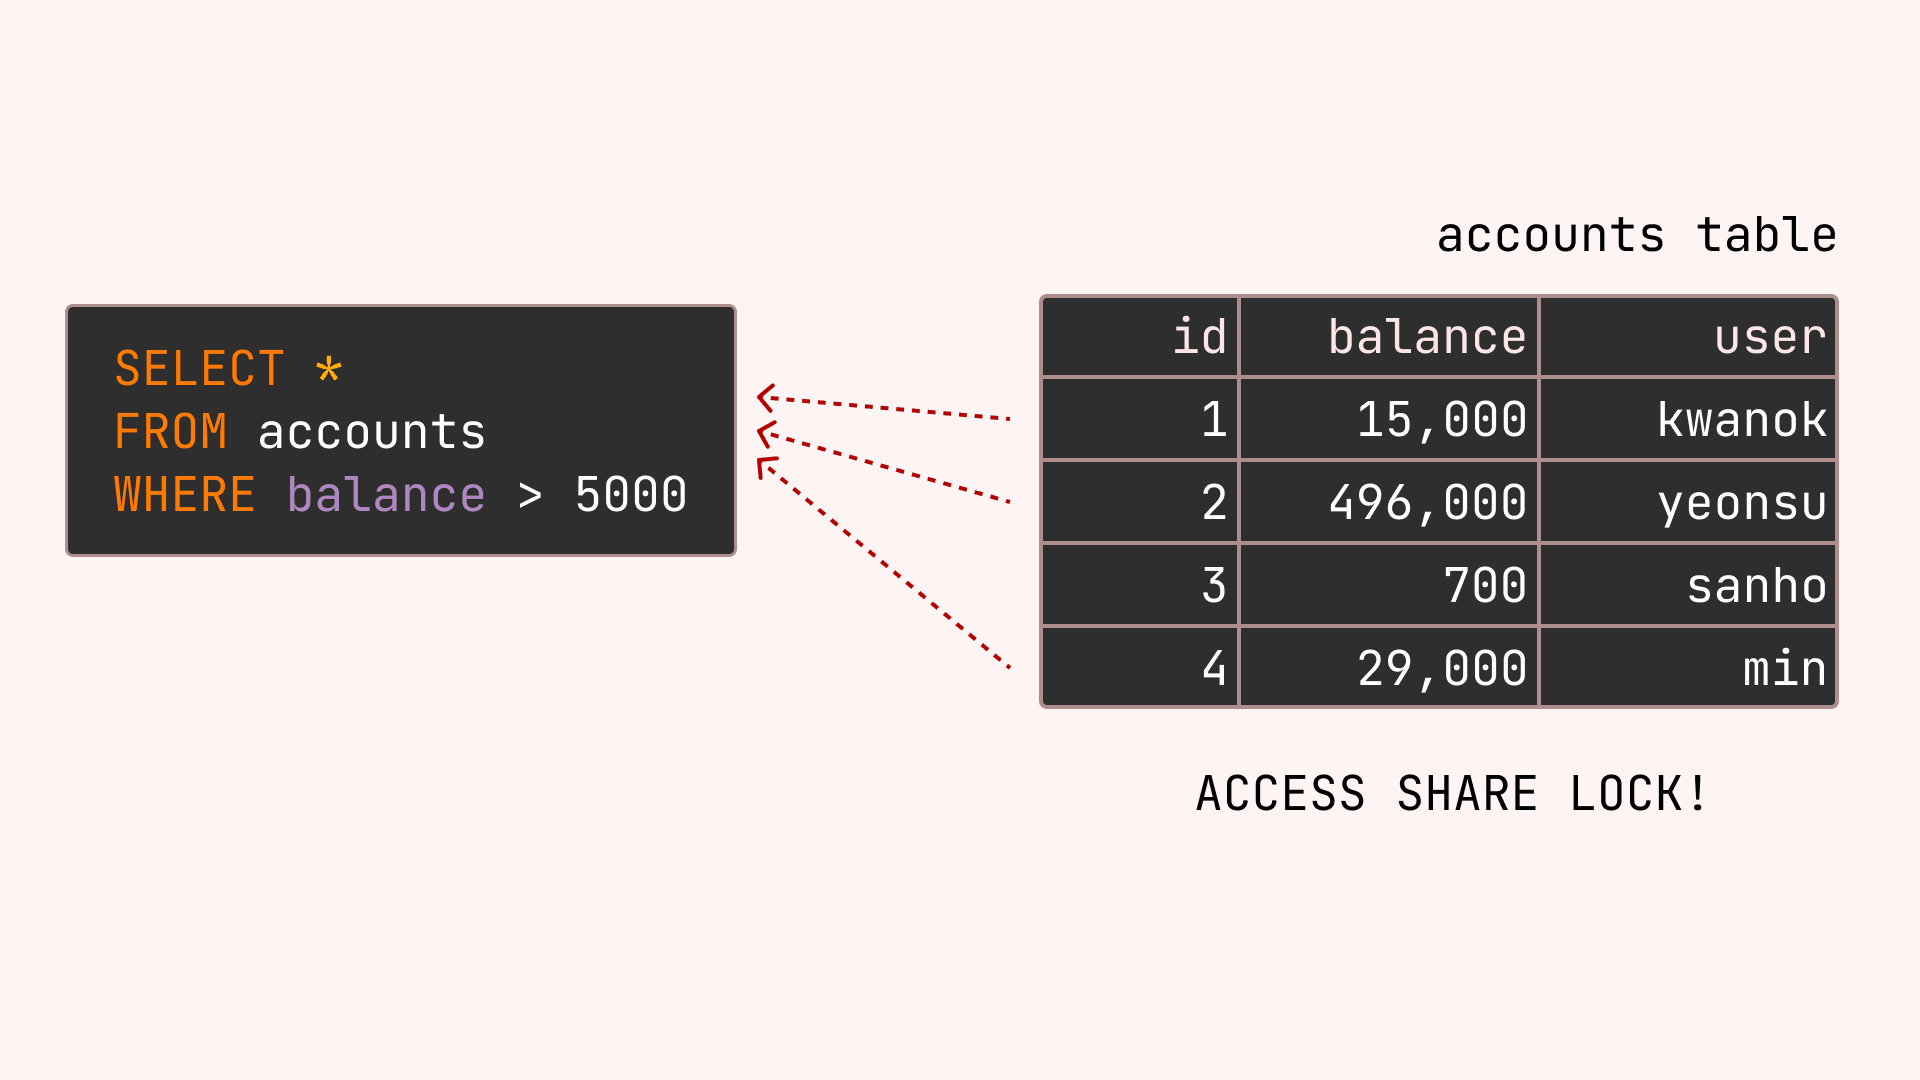 SELECT *
FROM accounts
WHERE balance > 5000
accounts table
id balance user
1 15,000 kwanok
2 496,000 yeonsu
3 700 sanho
4 29,000 min
ACCESS SHARE LOCK!